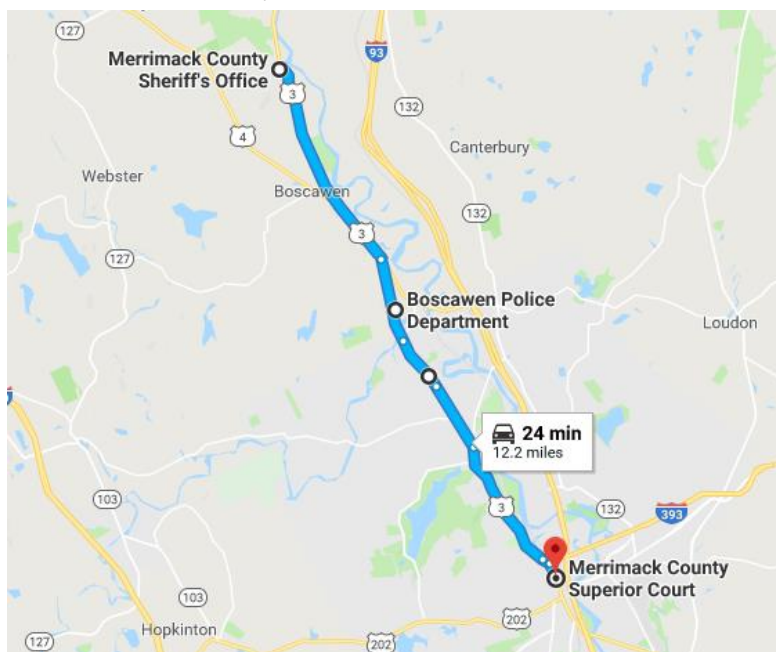 127
93
Merrimack County
Sheriff's Office
3
132
4
Canterbury
Webster
Boscawen
132
3
127
Boscawen Police
Department
Loudon
24 min
12.2 miles
103
3
132
393
Merrimack County
Superior Court
103
202
Hopkinton
127
202